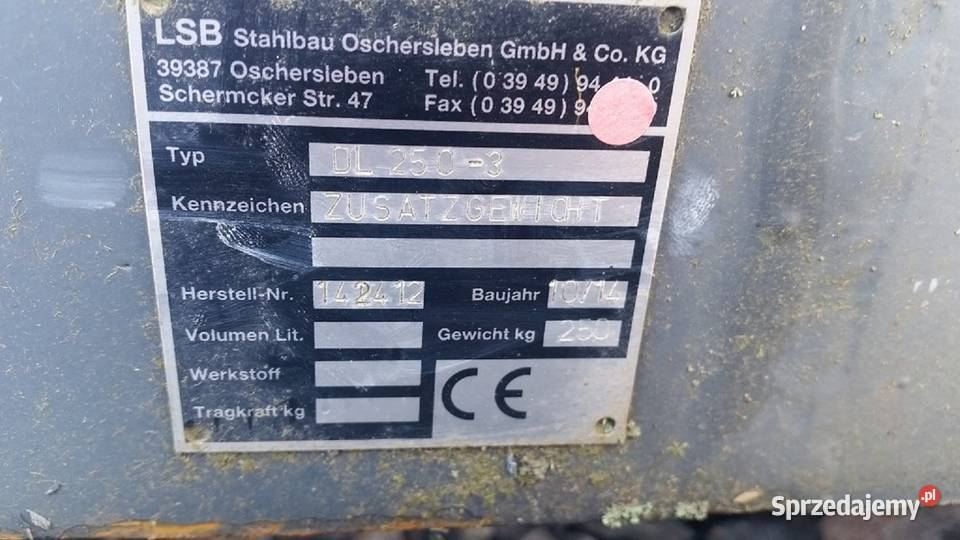 LSB Stahlbau Oschersleben GmbH & Co. KG
39387 Oschersleben Tel. (0 39 49) 94 0
Schermcker Str. 47 Fax (0 39 49)
Typ DL 250-3
Kennzeichen ZUSATZGEWICHT
Herstell-Nr. 142412 Baujahr 10/14
Volumen Lit. Gewicht kg 250
Werkstoff
Tragkraft kg
CE
Sprzedajemy.pl